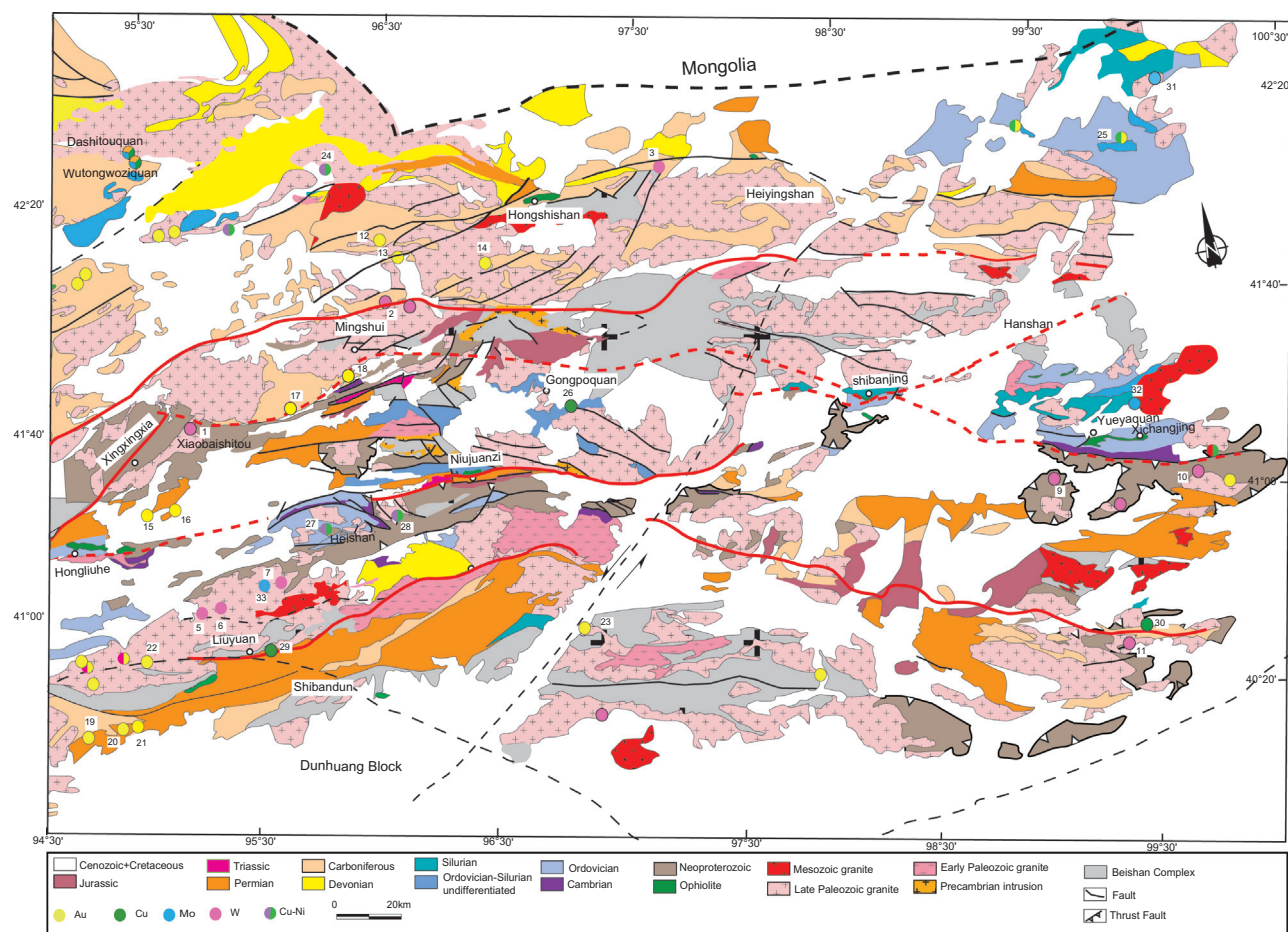 95°30'
96°30'
97°30'
98°30'
99°30'
100°30'
Mongolia
42°20'
31
Dashitouquan
25
24
3
Wutongwoziquan
Heiyingshan
42°20'
Hongshishan
12
13
14
41°40'
2
Mingshui
Hanshan
Gongpoquan
shibanjing
18
17
26
32
41°40'
1
Yueyaquan
Xingxingxia
Xiaobaishitou
Xichangjing
Niujuanzi
10
41°00'
9
15
16
27
28
Heishan
Hongliuhe
7
33
41°00'
5
6
23
30
Liuyuan
29
22
11
40°20'
Shibandun
19
20
21
Dunhuang Block
94°30'
95°30'
96°30'
97°30'
98°30'
99°30'
Cenozoic+Cretaceous
Triassic
Carboniferous
Silurian
Ordovician
Neoproterozoic
Mesozoic granite
Early Paleozoic granite
Beishan Complex
Jurassic
Permian
Devonian
Ordovician-Silurian
undifferentiated
Cambrian
Ophiolite
Late Paleozoic granite
Precambrian intrusion
Fault
Au
Cu
Mo
W
Cu-Ni
0
20km
Thrust Fault